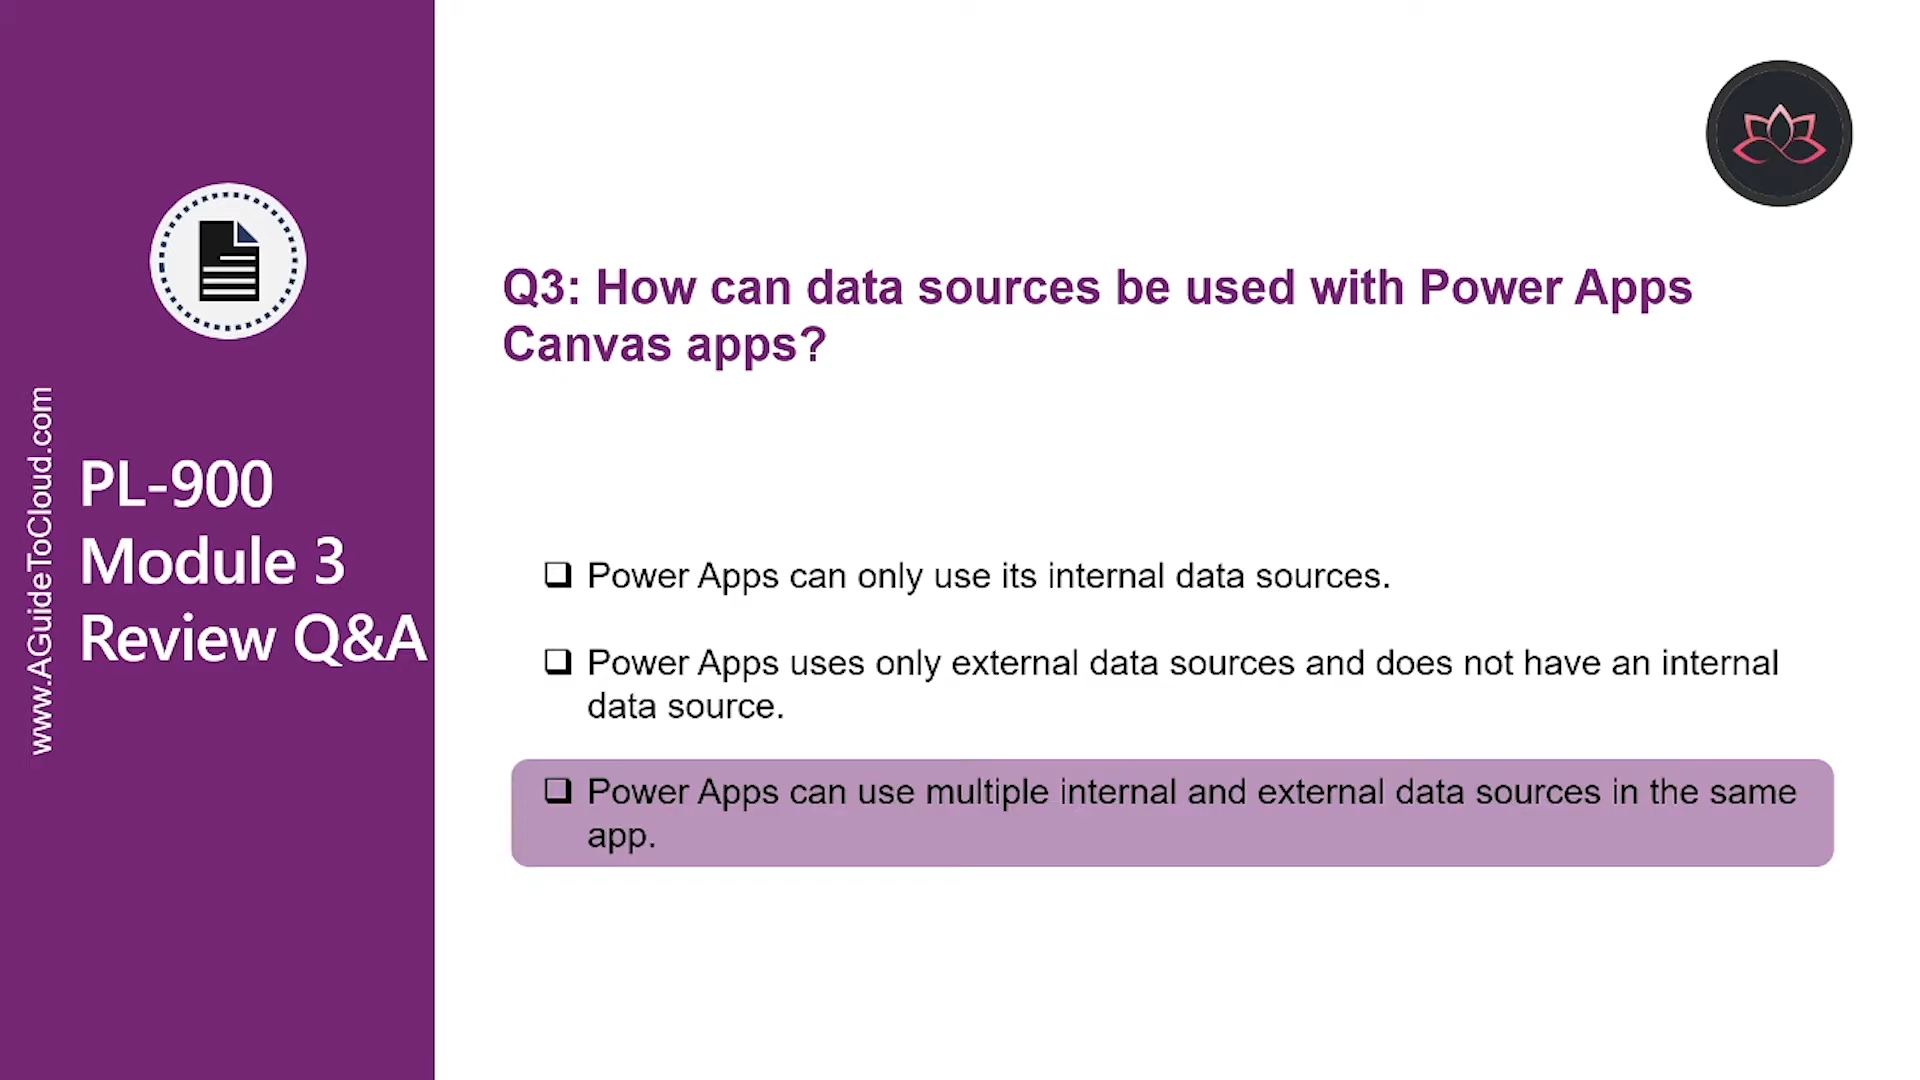 www.AGuideToCloud.com
PL-900
Module 3
Review Q&A
Q3: How can data sources be used with Power Apps
Canvas apps?
❑ Power Apps can only use its internal data sources.
❑ Power Apps uses only external data sources and does not have an internal
data source.
❑ Power Apps can use multiple internal and external data sources in the same
app.